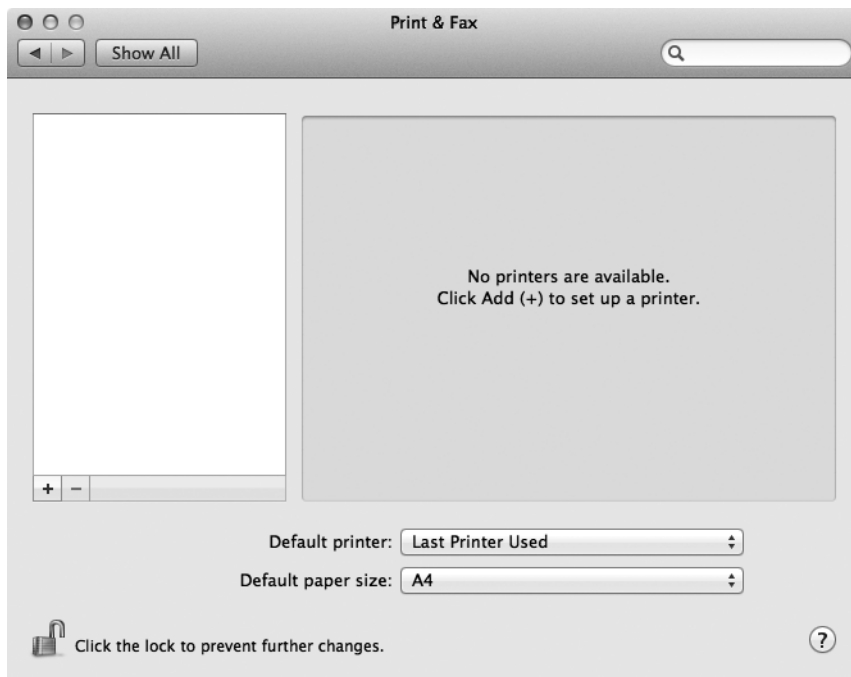 Print & Fax
Show All
No printers are available.
Click Add (+) to set up a printer.
+ −
Default printer: Last Printer Used
Default paper size: A4
Click the lock to prevent further changes.
?